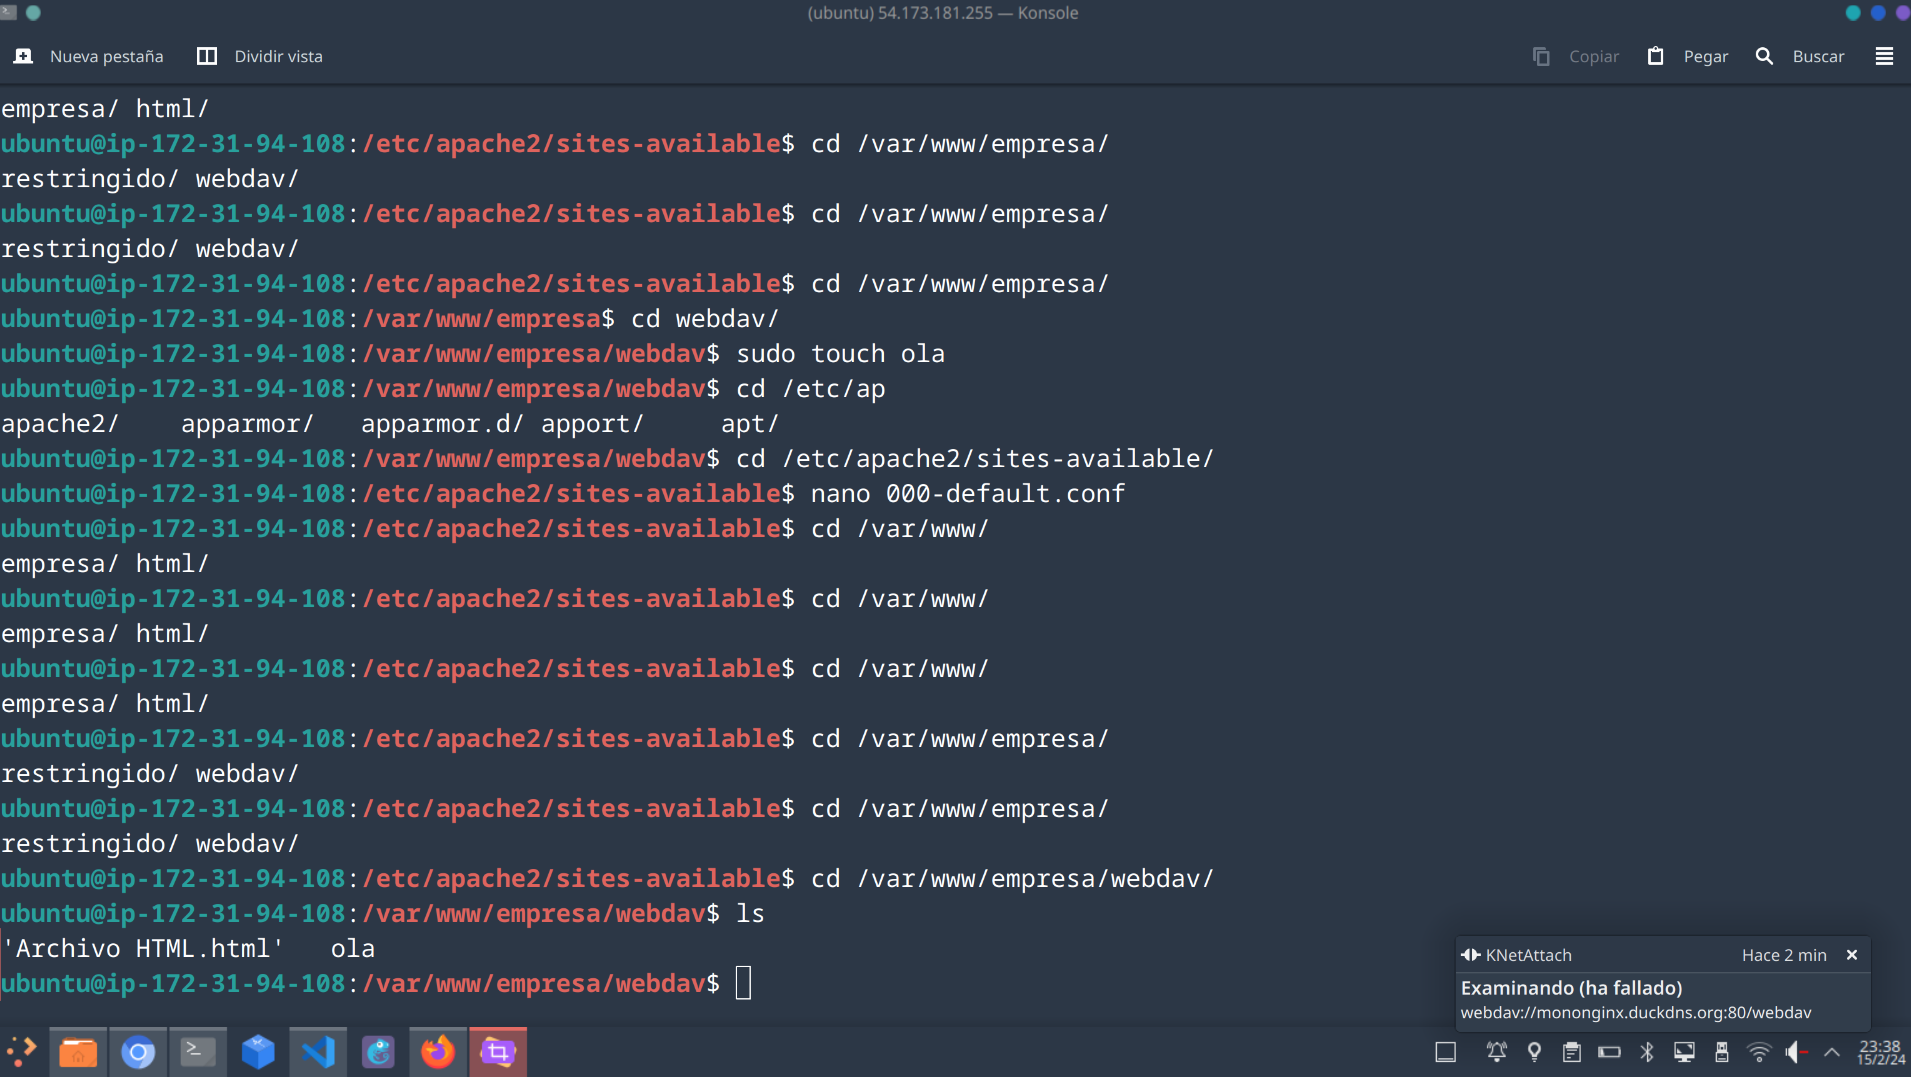 (ubuntu) 54.173.181.255 — Konsole
Nueva pestaña
Dividir vista
Copiar
Pegar
Buscar
empresa/ html/
ubuntu@ip-172-31-94-108:/etc/apache2/sites-available$ cd /var/www/empresa/
restringido/ webdav/
ubuntu@ip-172-31-94-108:/etc/apache2/sites-available$ cd /var/www/empresa/
restringido/ webdav/
ubuntu@ip-172-31-94-108:/etc/apache2/sites-available$ cd /var/www/empresa/
ubuntu@ip-172-31-94-108:/var/www/empresa$ cd webdav/
ubuntu@ip-172-31-94-108:/var/www/empresa/webdav$ sudo touch ola
ubuntu@ip-172-31-94-108:/var/www/empresa/webdav$ cd /etc/ap
apache2/    apparmor/   apparmor.d/ apport/     apt/
ubuntu@ip-172-31-94-108:/var/www/empresa/webdav$ cd /etc/apache2/sites-available/
ubuntu@ip-172-31-94-108:/etc/apache2/sites-available$ nano 000-default.conf
ubuntu@ip-172-31-94-108:/etc/apache2/sites-available$ cd /var/www/
empresa/ html/
ubuntu@ip-172-31-94-108:/etc/apache2/sites-available$ cd /var/www/
empresa/ html/
ubuntu@ip-172-31-94-108:/etc/apache2/sites-available$ cd /var/www/
empresa/ html/
ubuntu@ip-172-31-94-108:/etc/apache2/sites-available$ cd /var/www/empresa/
restringido/ webdav/
ubuntu@ip-172-31-94-108:/etc/apache2/sites-available$ cd /var/www/empresa/
restringido/ webdav/
ubuntu@ip-172-31-94-108:/etc/apache2/sites-available$ cd /var/www/empresa/webdav/
ubuntu@ip-172-31-94-108:/var/www/empresa/webdav$ ls
'Archivo HTML.html'   ola
ubuntu@ip-172-31-94-108:/var/www/empresa/webdav$
KNetAttach
Hace 2 min
Examinando (ha fallado)
webdav://mononginx.duckdns.org:80/webdav
23:38
15/2/24